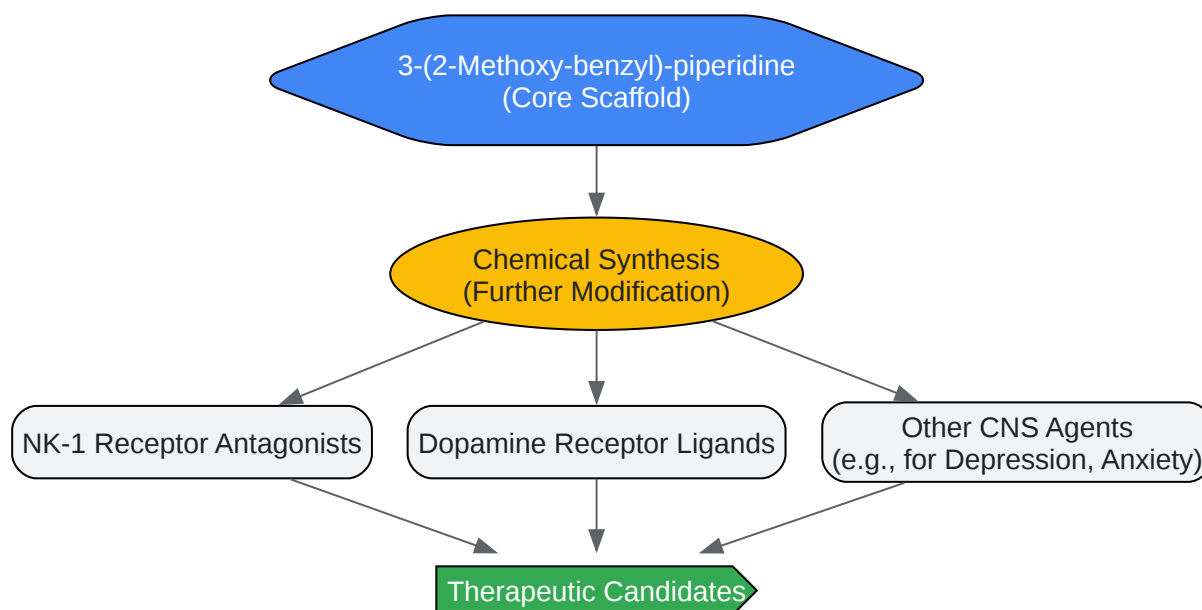 3-(2-Methoxy-benzyl)-piperidine
(Core Scaffold)
Chemical Synthesis
(Further Modification)
NK-1 Receptor Antagonists
Dopamine Receptor Ligands
Other CNS Agents
(e.g., for Depression, Anxiety)
Therapeutic Candidates